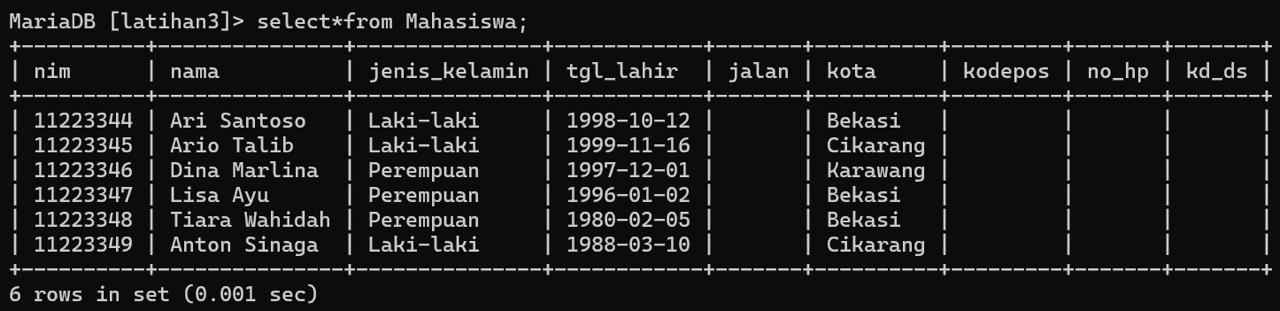 MariaDB [latihan3]> select*from Mahasiswa;
+----------+---------------+---------------+------------+-------+----------+---------+-------+-------+
| nim      | nama          | jenis_kelamin | tgl_lahir  | jalan | kota     | kodepos | no_hp | kd_ds |
+----------+---------------+---------------+------------+-------+----------+---------+-------+-------+
| 11223344 | Ari Santoso   | Laki-laki     | 1998-10-12 |       | Bekasi   |         |       |       |
| 11223345 | Ario Talib    | Laki-laki     | 1999-11-16 |       | Cikarang |         |       |       |
| 11223346 | Dina Marlina  | Perempuan     | 1997-12-01 |       | Karawang |         |       |       |
| 11223347 | Lisa Ayu      | Perempuan     | 1996-01-02 |       | Bekasi   |         |       |       |
| 11223348 | Tiara Wahidah | Perempuan     | 1980-02-05 |       | Bekasi   |         |       |       |
| 11223349 | Anton Sinaga  | Laki-laki     | 1988-03-10 |       | Cikarang |         |       |       |
+----------+---------------+---------------+------------+-------+----------+---------+-------+-------+
6 rows in set (0.001 sec)